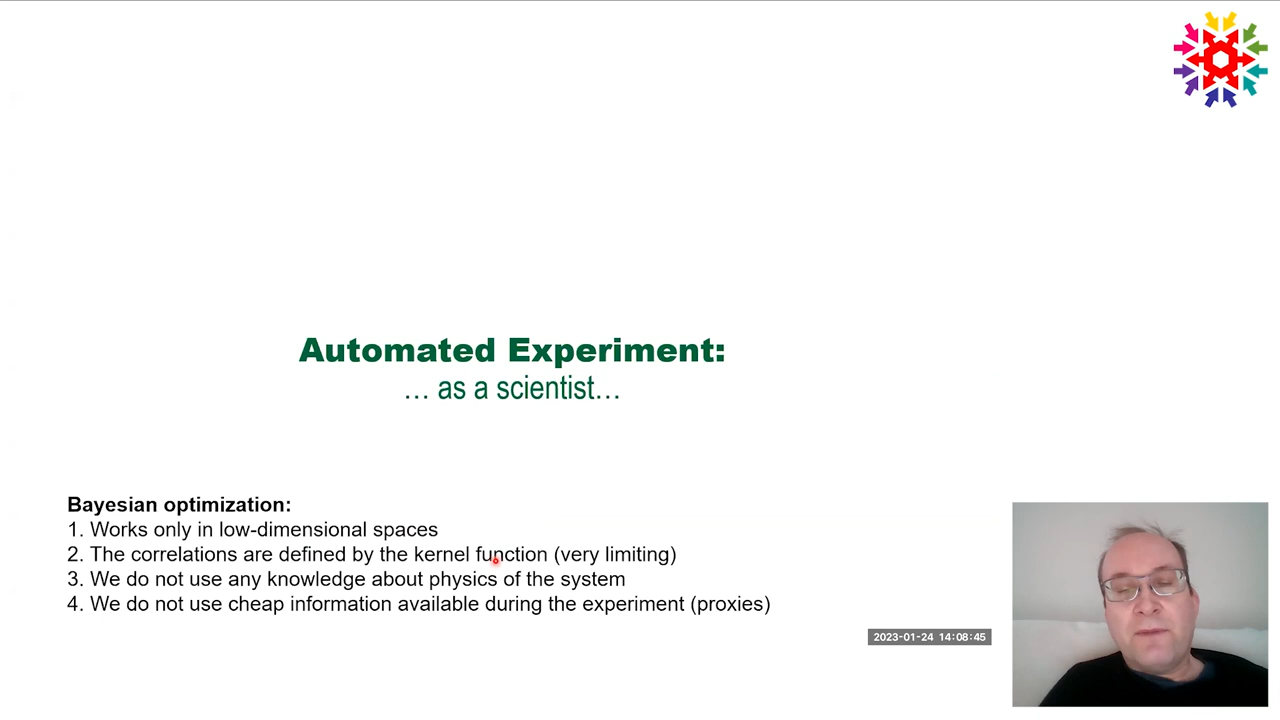 Automated Experiment:
… as a scientist…
Bayesian optimization:
1. Works only in low-dimensional spaces
2. The correlations are defined by the kernel function (very limiting)
3. We do not use any knowledge about physics of the system
4. We do not use cheap information available during the experiment (proxies)
2023-01-24 14:08:45